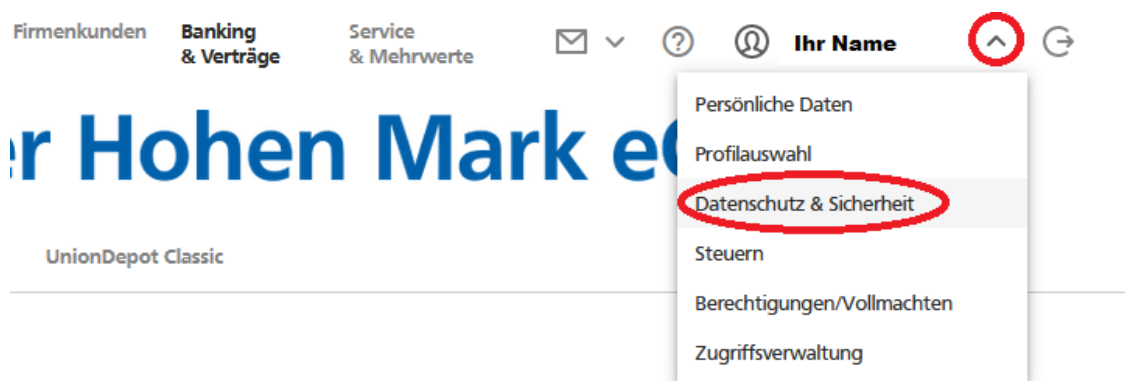 Firmenkunden
Banking
& Verträge
Service
& Mehrwerte
Ihr Name
Persönliche Daten
Hohen Mark
Profilauswahl
Datenschutz & Sicherheit
UnionDepot Classic
Steuern
Berechtigungen/Vollmachten
Zugriffsverwaltung